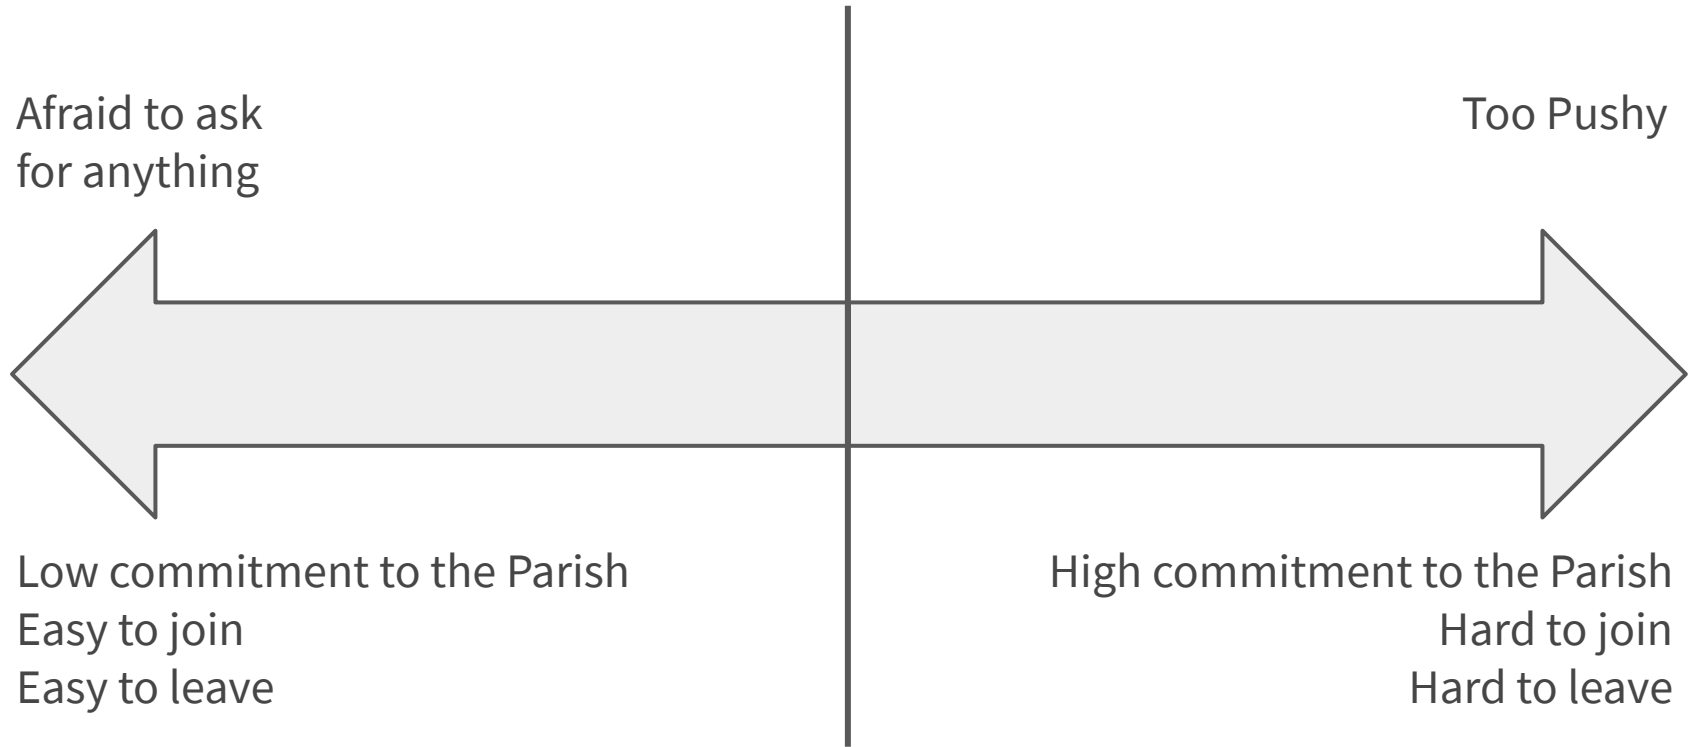 Afraid to ask
for anything
Too Pushy
Low commitment to the Parish
Easy to join
Easy to leave
High commitment to the Parish
Hard to join
Hard to leave